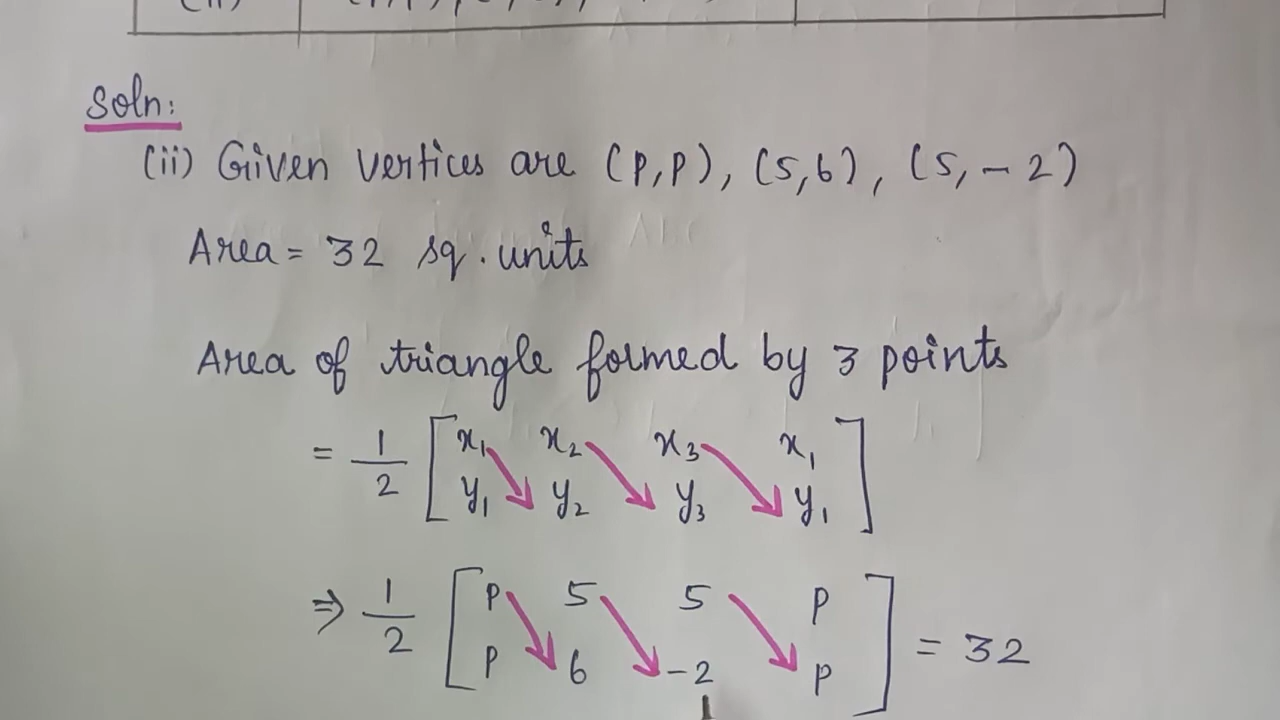 (ii)
Soln:
(ii) Given vertices are (P,P), (5,6), (5,-2)
Area = 32 sq. units
Area of triangle formed by 3 points
= 1/2 [x₁ x₂ x₃ x₁
y₁ y₂ y₃ y₁]
⇒ 1/2 [P 5 5 P
P 6 -2 P] = 32